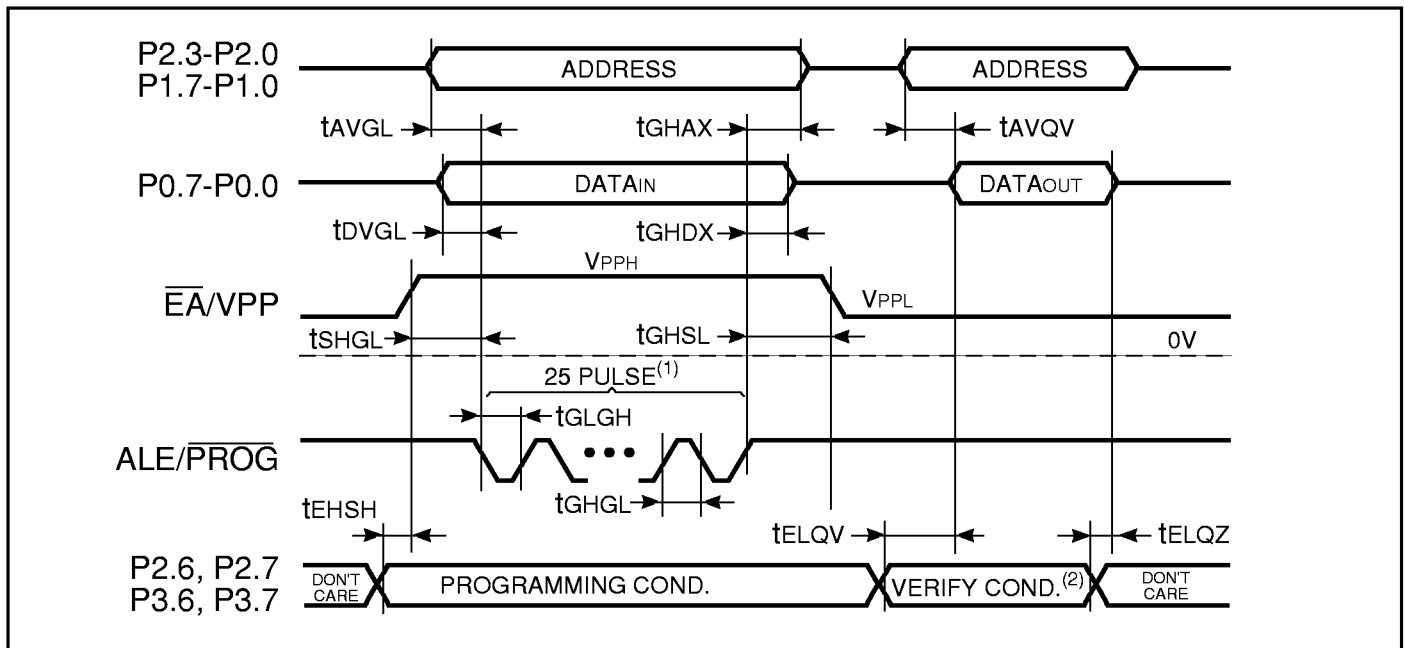 P2.3-P2.0
P1.7-P1.0
ADDRESS
ADDRESS
tAVGL
tGHAX
tAVQV
P0.7-P0.0
DATAIN
DATAOUT
tDVGL
tGHDX
VPPH
EA/VPP
VPPL
tSHGL
tGHSL
0V
25 PULSE(1)
tGLGH
ALE/PROG
tGHGL
tEHSH
tELQV
tELQZ
P2.6, P2.7
P3.6, P3.7
DON'T
CARE
PROGRAMMING COND.
VERIFY COND.(2)
DON'T
CARE